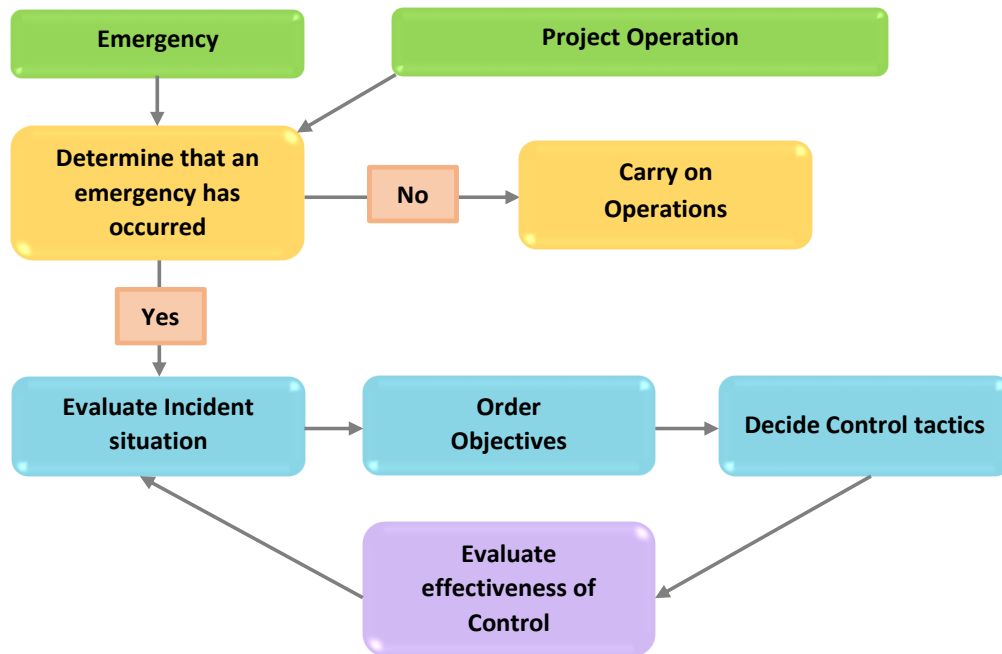 Emergency
Project Operation
Determine that an
emergency has
occurred
No
Carry on
Operations
Yes
Evaluate Incident
situation
Order
Objectives
Decide Control tactics
Evaluate
effectiveness of
Control